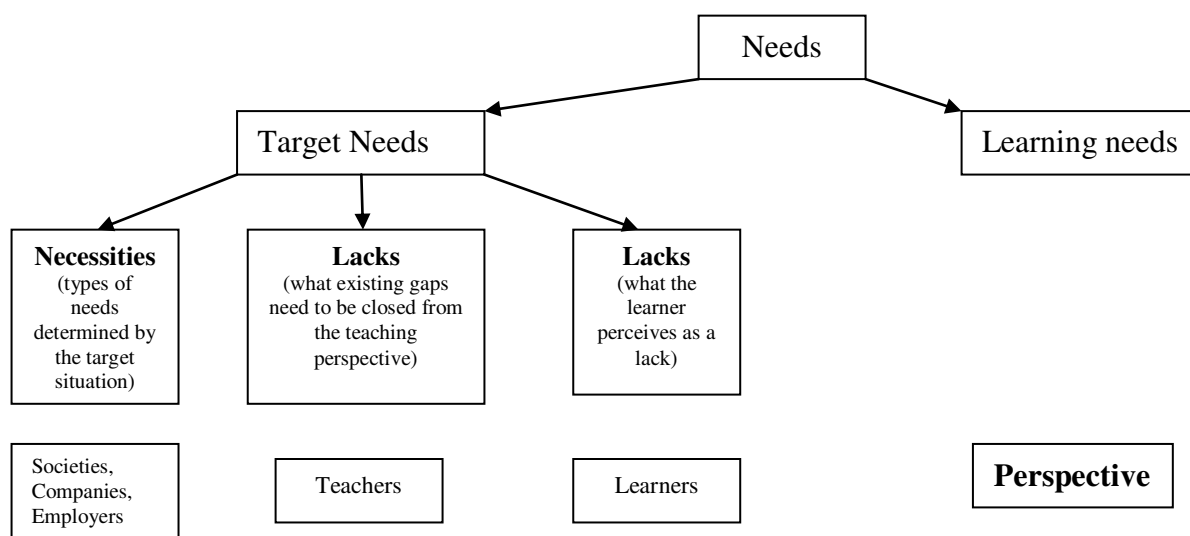 Needs
Target Needs
Learning needs
Necessities
(types of
needs
determined by
the target
situation)
Lacks
(what existing gaps
need to be closed from
the teaching
perspective)
Lacks
(what the
learner
perceives as a
lack)
Societies,
Companies,
Employers
Teachers
Learners
Perspective